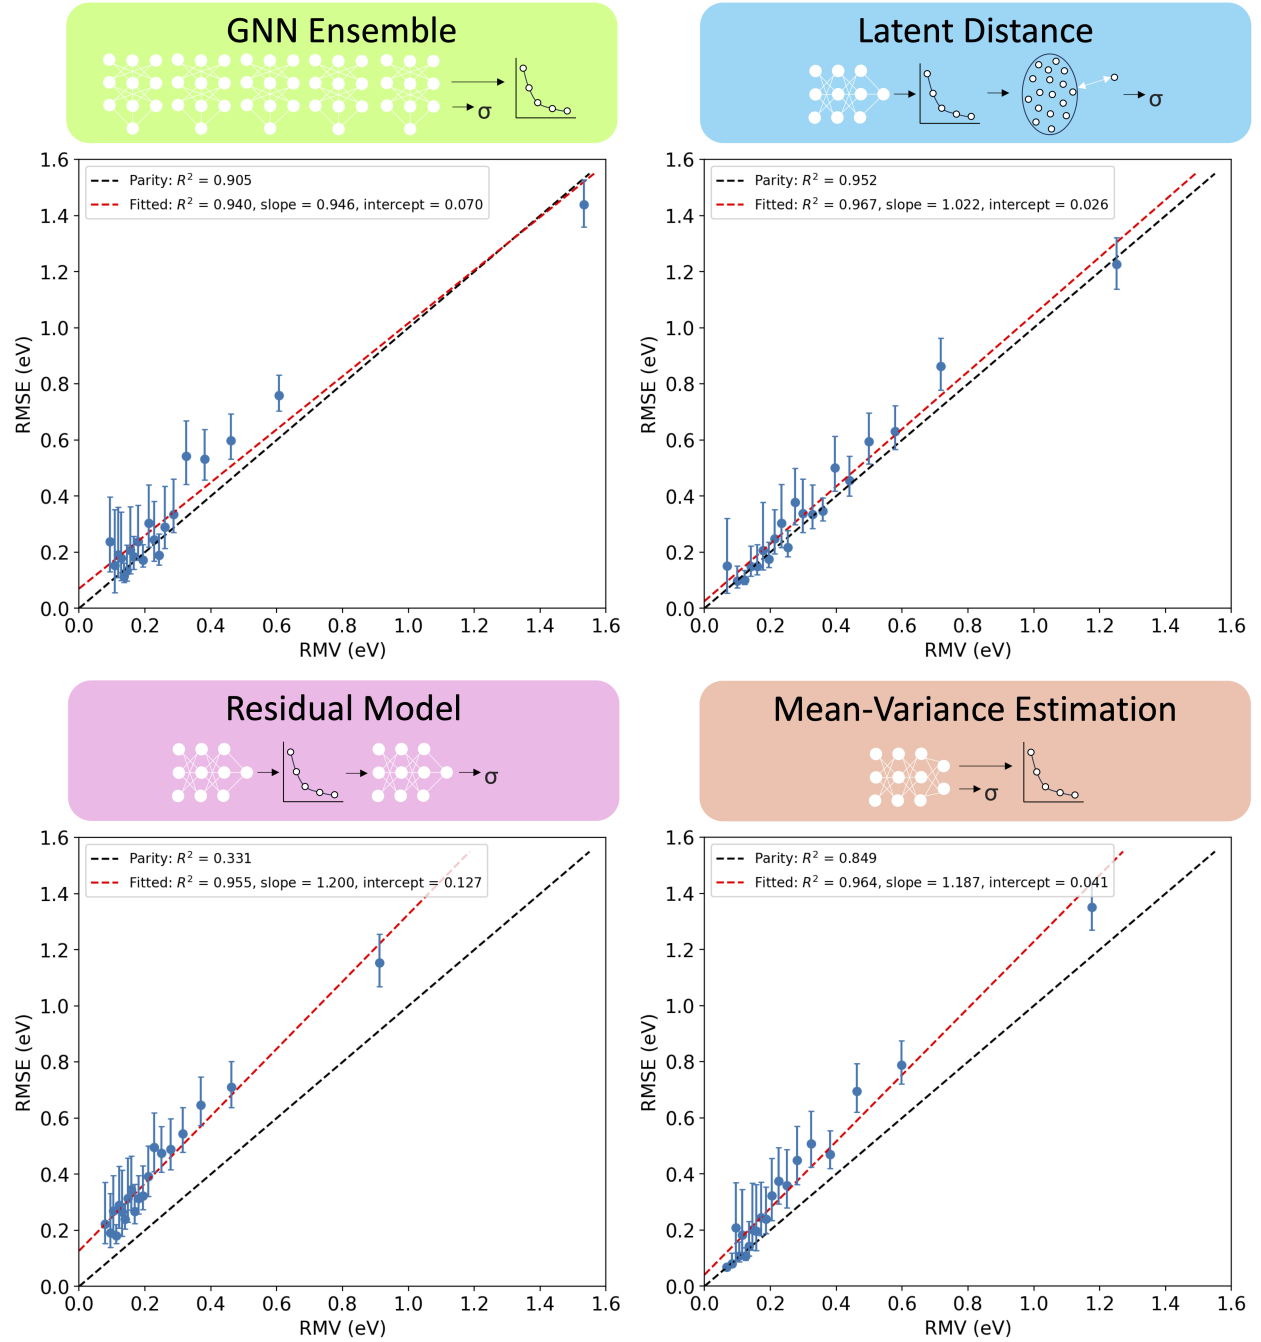 GNN Ensemble
σ
Latent Distance
σ
1.6
1.4
1.2
1.0
0.8
0.6
0.4
0.2
0.0
RMSE (eV)
Parity: R² = 0.905
Fitted: R² = 0.940, slope = 0.946, intercept = 0.070
0.0 0.2 0.4 0.6 0.8 1.0 1.2 1.4 1.6
RMV (eV)
1.6
1.4
1.2
1.0
0.8
0.6
0.4
0.2
0.0
RMSE (eV)
Parity: R² = 0.952
Fitted: R² = 0.967, slope = 1.022, intercept = 0.026
0.0 0.2 0.4 0.6 0.8 1.0 1.2 1.4 1.6
RMV (eV)
Residual Model
σ
Mean-Variance Estimation
σ
1.6
1.4
1.2
1.0
0.8
0.6
0.4
0.2
0.0
RMSE (eV)
Parity: R² = 0.331
Fitted: R² = 0.955, slope = 1.200, intercept = 0.127
0.0 0.2 0.4 0.6 0.8 1.0 1.2 1.4 1.6
RMV (eV)
1.6
1.4
1.2
1.0
0.8
0.6
0.4
0.2
0.0
RMSE (eV)
Parity: R² = 0.849
Fitted: R² = 0.964, slope = 1.187, intercept = 0.041
0.0 0.2 0.4 0.6 0.8 1.0 1.2 1.4 1.6
RMV (eV)